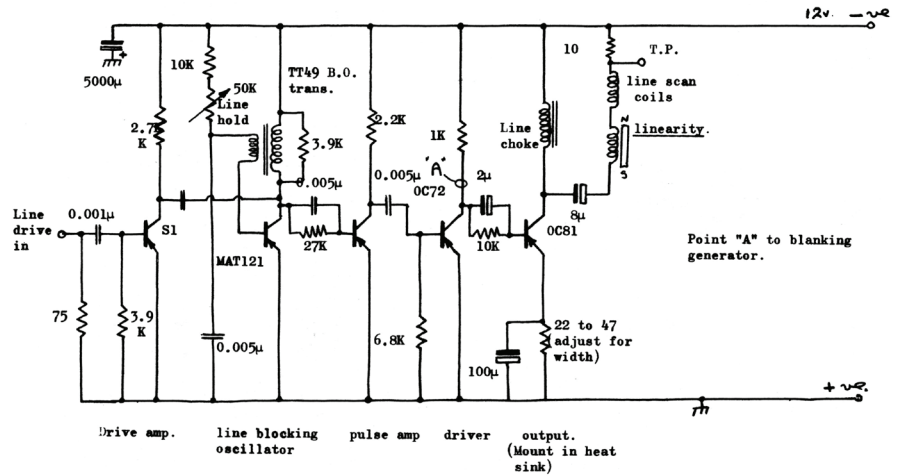 12v. -ve
10
T.P.
5000µ
+
10K
50K
Line
hold
TT49 B.O.
trans.
line scan
coils
2.7
K
2.2K
1K
Line
choke
N
linearity.
S
3.9K
"A"
0.005µ
0.005µ
OC72
2µ
8µ
Line
drive
in
0.001µ
S1
MAT121
27K
10K
OC81
Point "A" to blanking
generator.
75
3.9
K
0.005µ
6.8K
100µ
22 to 47
(adjust for
width)
+ ve.
Drive amp.
line blocking
oscillator
pulse amp
driver
output.
(Mount in heat
sink)